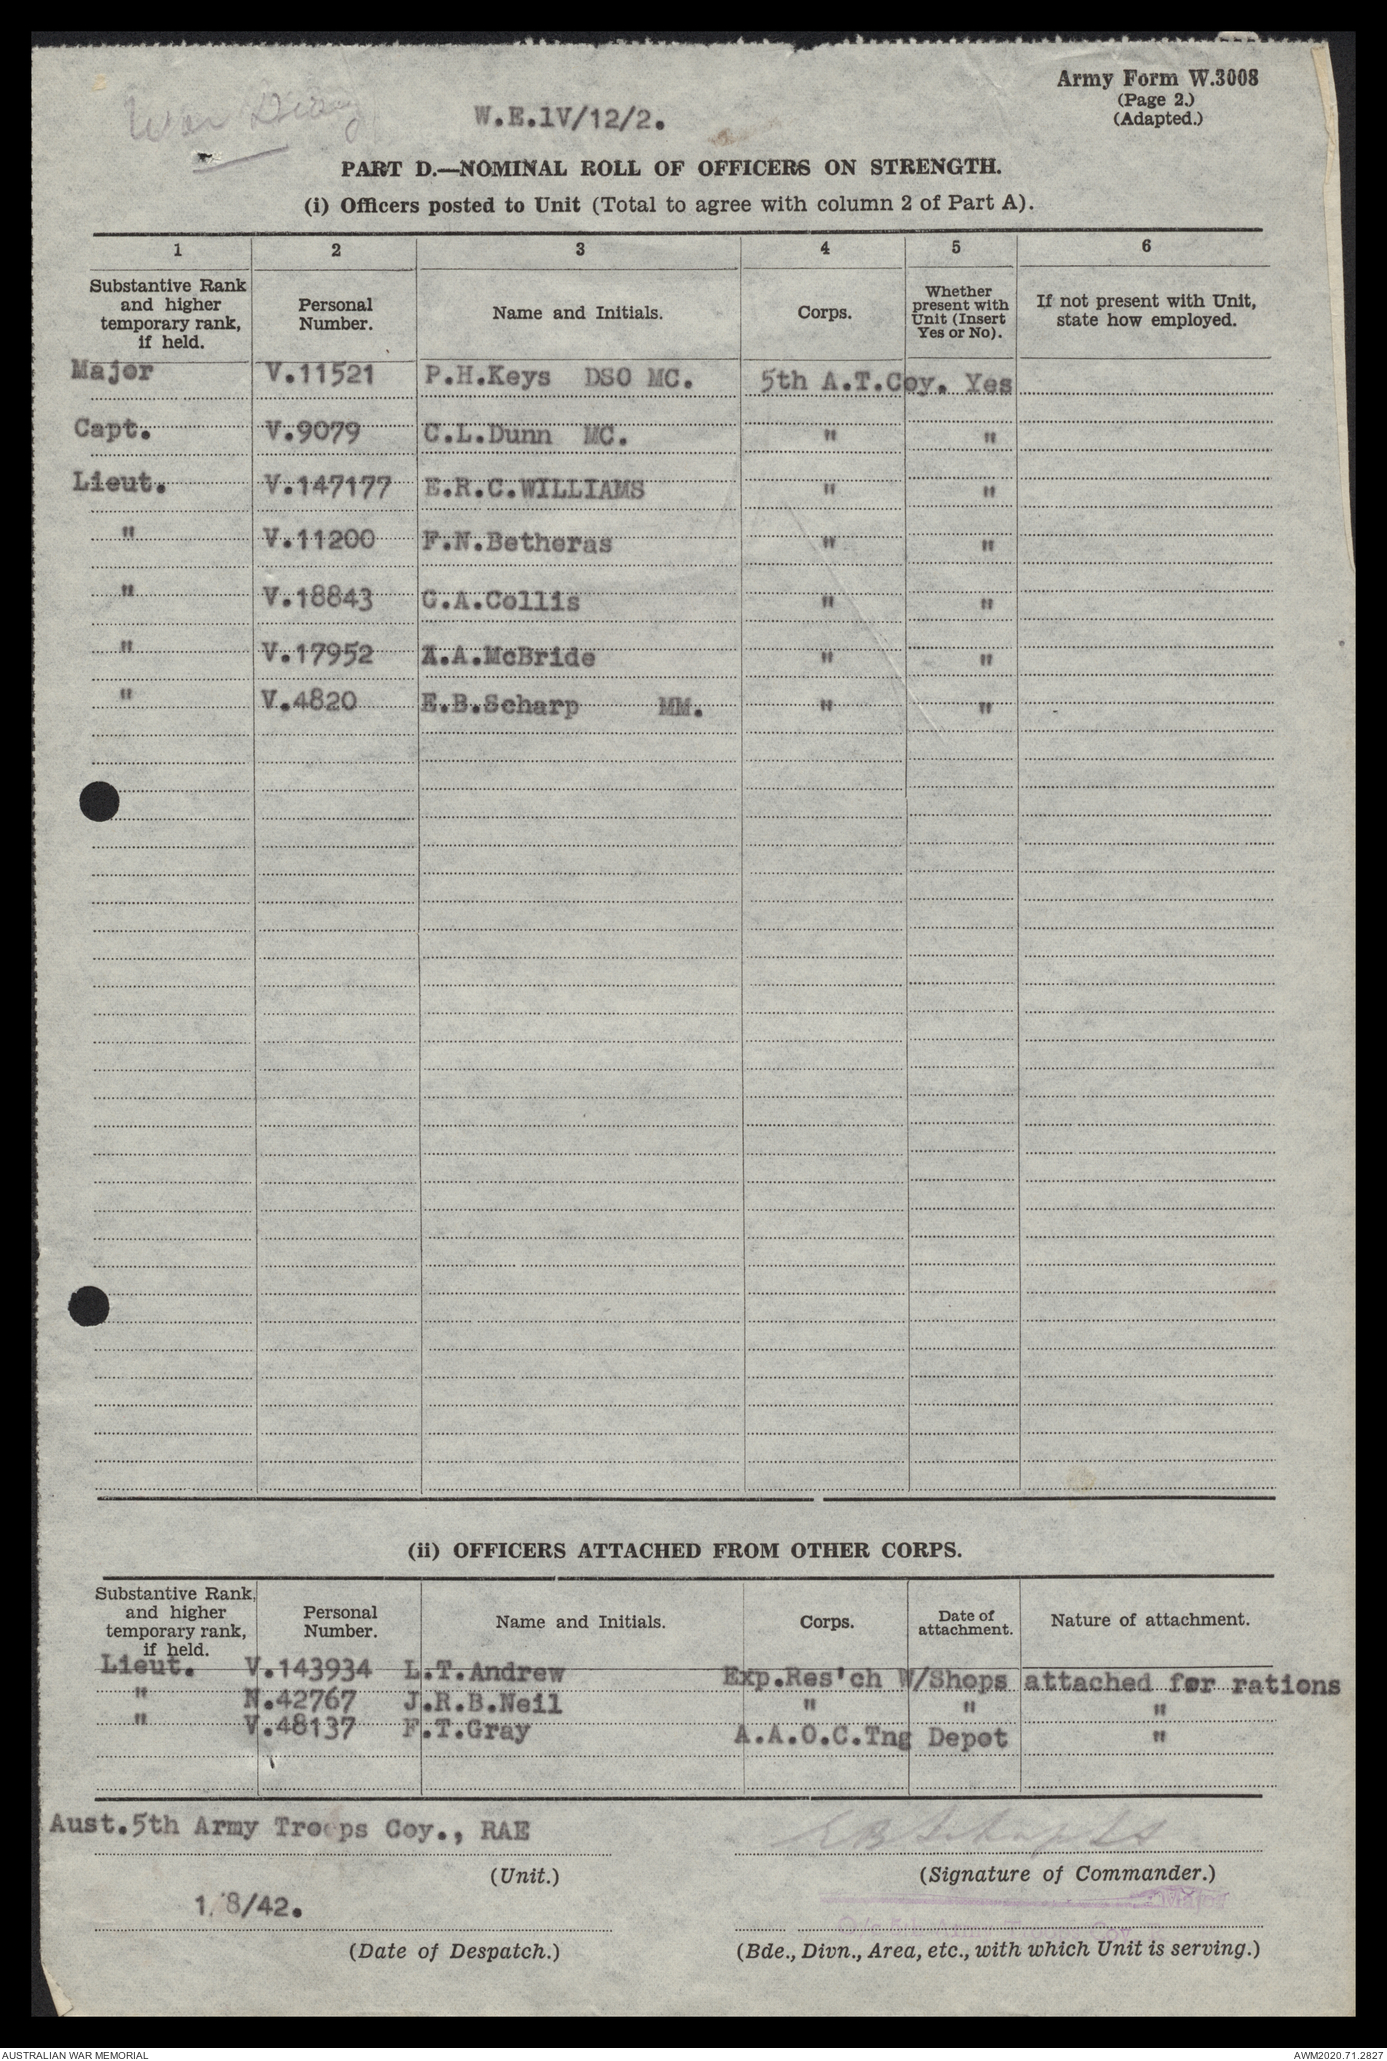 War Diary
W.E.1V/12/2.
Army Form W.3008
(Page 2.)
(Adapted.)
PART D.—NOMINAL ROLL OF OFFICERS ON STRENGTH.
(i) Officers posted to Unit (Total to agree with column 2 of Part A).
1 2 3 4 5 6
Substantive Rank and higher temporary rank, if held. Personal Number. Name and Initials. Corps. Whether present with Unit (Insert Yes or No). If not present with Unit, state how employed.
Major V.11521 P.H.Keys DSO MC. 5th A.T.Coy. Yes
Capt. V.9079 C.L.Dunn MC. " "
Lieut. V.147177 E.R.C.WILLIAMS " "
" V.11200 F.N.Betheras " "
" V.18843 C.A.Collis " "
" V.17952 A.A.McBride " "
" V.4820 E.B.Scharp MM. " "
(ii) OFFICERS ATTACHED FROM OTHER CORPS.
Substantive Rank, and higher temporary rank, if held. Personal Number. Name and Initials. Corps. Date of attachment. Nature of attachment.
Lieut. V.143934 L.T.Andrew Exp.Res'ch W/Shops attached for rations
" N.42767 J.R.B.Neil " " "
" V.48137 F.T.Gray A.A.O.C.Tng Depot "
Aust.5th Army Troops Coy., RAE
(Unit.)
(Signature of Commander.)
Major
1/8/42.
O/c 5th Army Troops Coy
(Date of Despatch.)
(Bde., Divn., Area, etc., with which Unit is serving.)
AUSTRALIAN WAR MEMORIAL
AWM2020.71.2827